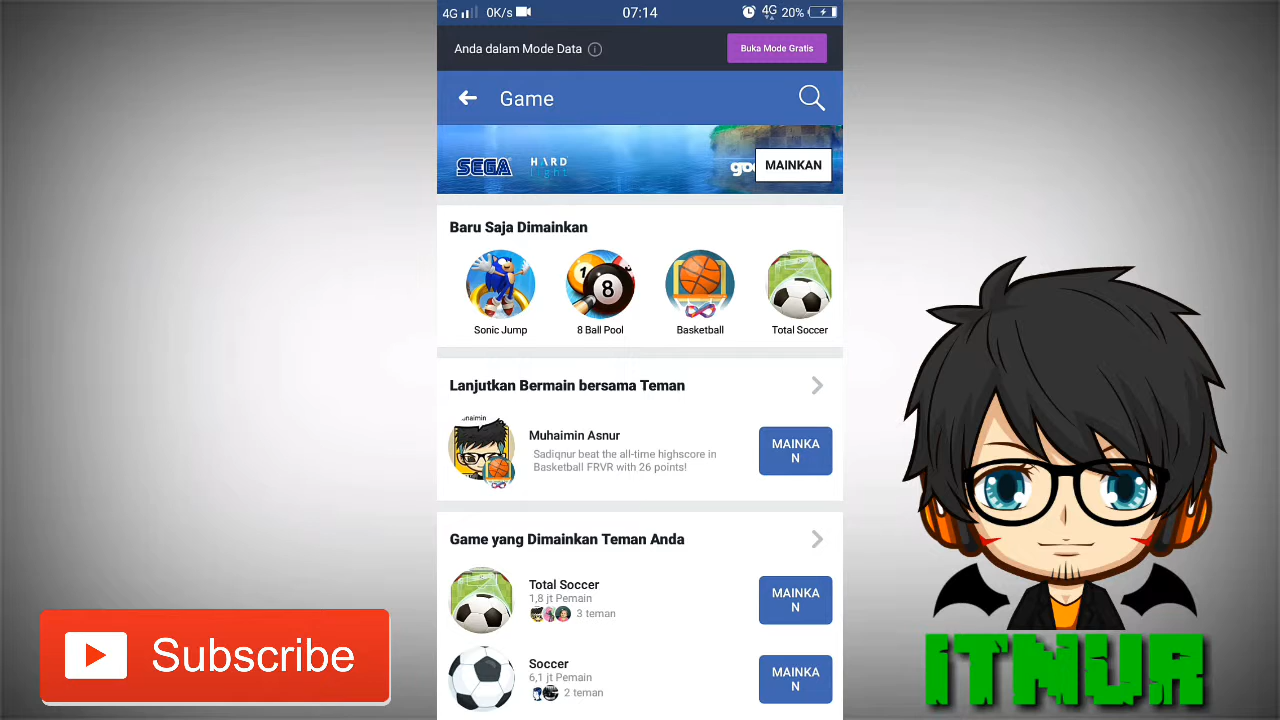 4G 0K/s 07:14 4G 20%
Anda dalam Mode Data
Buka Mode Gratis
Game
SEGA HARD
light
MAINKAN
Baru Saja Dimainkan
Sonic Jump 8 Ball Pool Basketball Total Soccer
Lanjutkan Bermain bersama Teman
Muhaimin Asnur
Sadiqnur beat the all-time highscore in
Basketball FRVR with 26 points!
MAINKA
N
Game yang Dimainkan Teman Anda
Total Soccer
1,8 jt Pemain
3 teman
MAINKA
N
Soccer
6,1 jt Pemain
2 teman
MAINKA
N
Subscribe
ITNUR